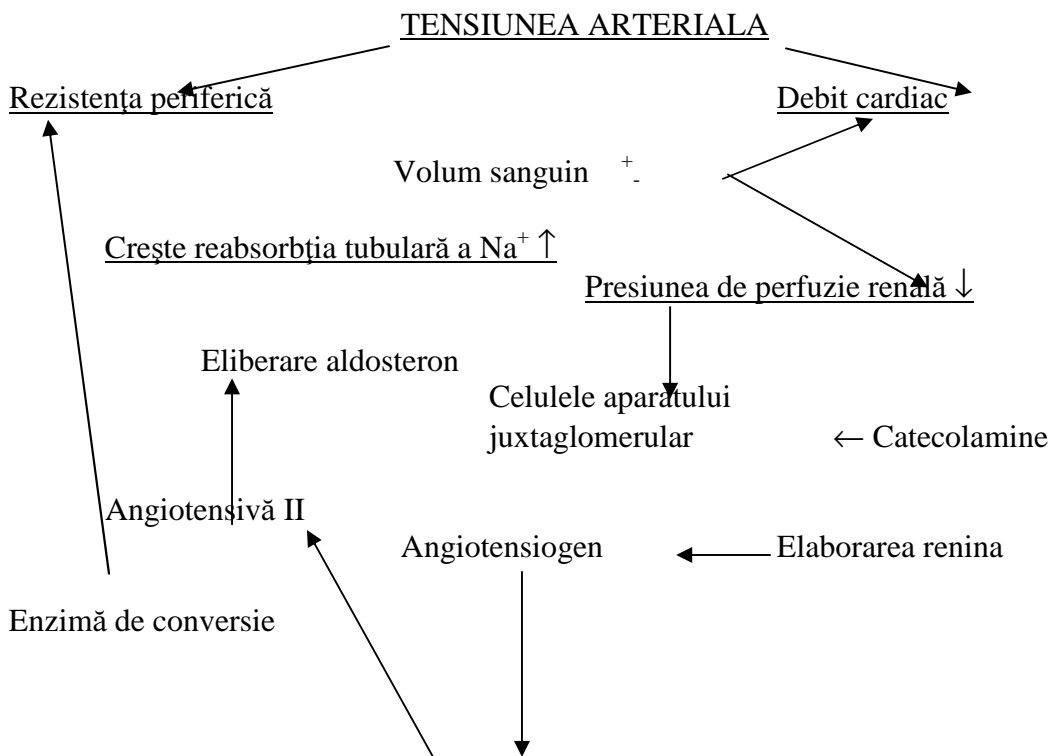 TENSIUNEA ARTERIALA
Rezistenţa periferică Debit cardiac
Volum sanguin + -
Creşte reabsorbţia tubulară a Na+ ↑
Presiunea de perfuzie renală ↓
Eliberare aldosteron
Celulele aparatului
juxtaglomerular ← Catecolamine
Angiotensivă II
Angiotensiogen Elaborarea renina
Enzimă de conversie